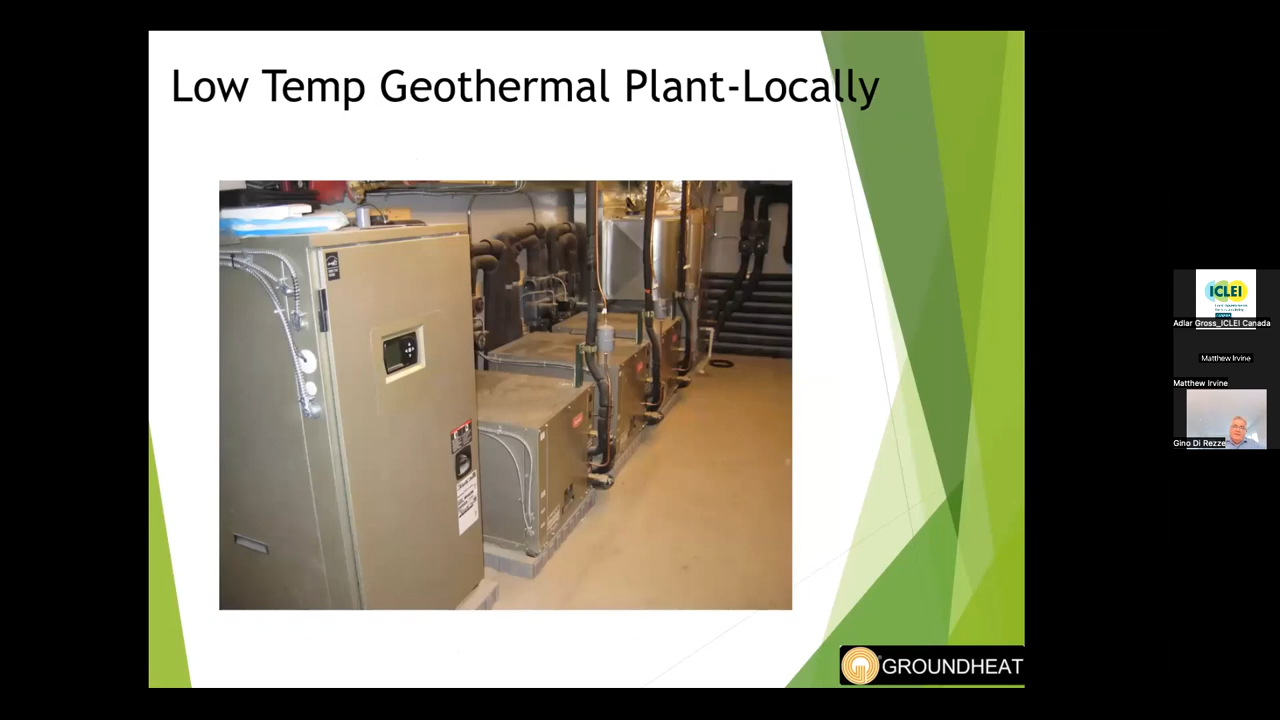 Low Temp Geothermal Plant-Locally
GROUNDHEAT
ICLEI
Adlar Gross_ICLEI Canada
Matthew Irvine
Matthew Irvine
Gino Di Rezze